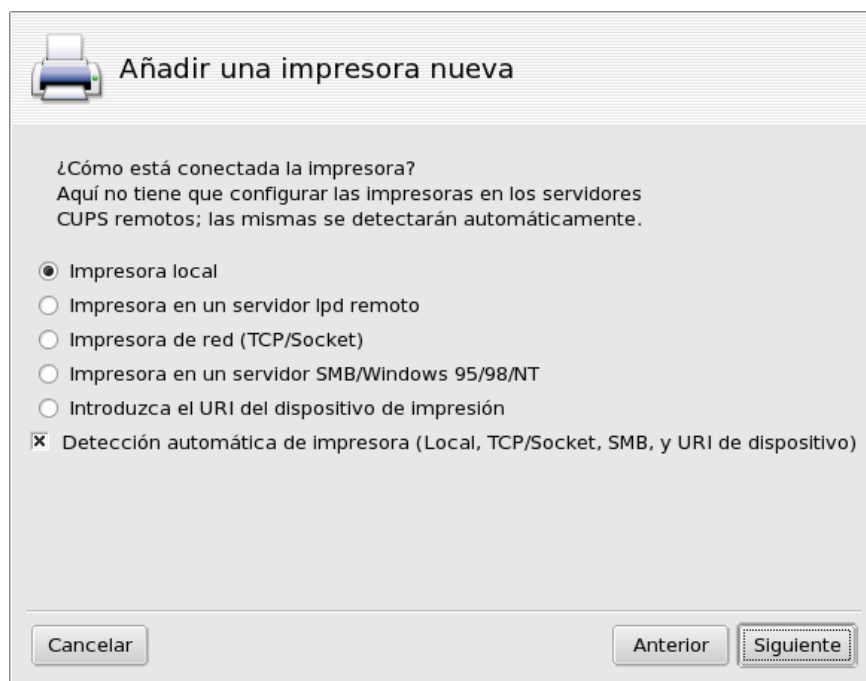 Añadir una impresora nueva
¿Cómo está conectada la impresora?
Aquí no tiene que configurar las impresoras en los servidores
CUPS remotos; las mismas se detectarán automáticamente.
Impresora local
Impresora en un servidor lpd remoto
Impresora de red (TCP/Socket)
Impresora en un servidor SMB/Windows 95/98/NT
Introduzca el URI del dispositivo de impresión
Detección automática de impresora (Local, TCP/Socket, SMB, y URI de dispositivo)
Cancelar
Anterior
Siguiente